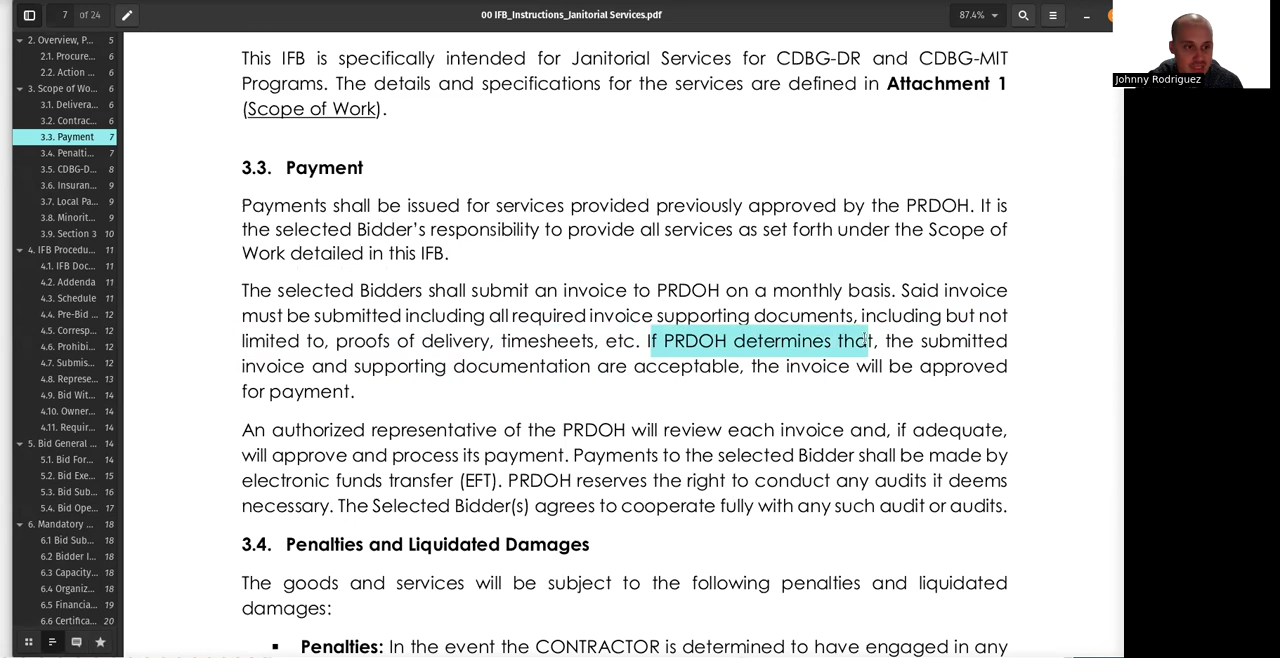 7 of 24
00 IFB_Instructions_Janitorial Services.pdf
87.4%
Johnny Rodriguez
2. Overview, P... 5
2.1. Procure... 6
2.2. Action ... 6
3. Scope of Wo... 6
3.1. Delivera... 6
3.2. Contrac... 6
3.3. Payment 7
3.4. Penalti... 7
3.5. CDBG-D... 8
3.6. Insuran... 9
3.7. Local Pa... 9
3.8. Minorit... 9
3.9. Section 3 10
4. IFB Procedu... 11
4.1. IFB Doc... 11
4.2. Addenda 11
4.3. Schedule 11
4.4. Pre-Bid ... 12
4.5. Corresp... 12
4.6. Prohibi... 12
4.7. Submis... 12
4.8. Represe... 13
4.9. Bid Wit... 14
4.10. Owner... 14
4.11. Requir... 14
5. Bid General ... 14
5.1. Bid For... 14
5.2. Bid Exe... 15
5.3. Bid Sub... 16
5.4. Bid Ope... 17
6. Mandatory ... 18
6.1 Bid Sub... 18
6.2 Bidder I... 18
6.3 Capacity... 18
6.4 Organiz... 18
6.5 Financia... 19
6.6 Certifica... 20
This IFB is specifically intended for Janitorial Services for CDBG-DR and CDBG-MIT
Programs. The details and specifications for the services are defined in Attachment 1
(Scope of Work).
3.3. Payment
Payments shall be issued for services provided previously approved by the PRDOH. It is
the selected Bidder’s responsibility to provide all services as set forth under the Scope of
Work detailed in this IFB.
The selected Bidders shall submit an invoice to PRDOH on a monthly basis. Said invoice
must be submitted including all required invoice supporting documents, including but not
limited to, proofs of delivery, timesheets, etc. If PRDOH determines that, the submitted
invoice and supporting documentation are acceptable, the invoice will be approved
for payment.
An authorized representative of the PRDOH will review each invoice and, if adequate,
will approve and process its payment. Payments to the selected Bidder shall be made by
electronic funds transfer (EFT). PRDOH reserves the right to conduct any audits it deems
necessary. The Selected Bidder(s) agrees to cooperate fully with any such audit or audits.
3.4. Penalties and Liquidated Damages
The goods and services will be subject to the following penalties and liquidated
damages:
▪ Penalties: In the event the CONTRACTOR is determined to have engaged in any